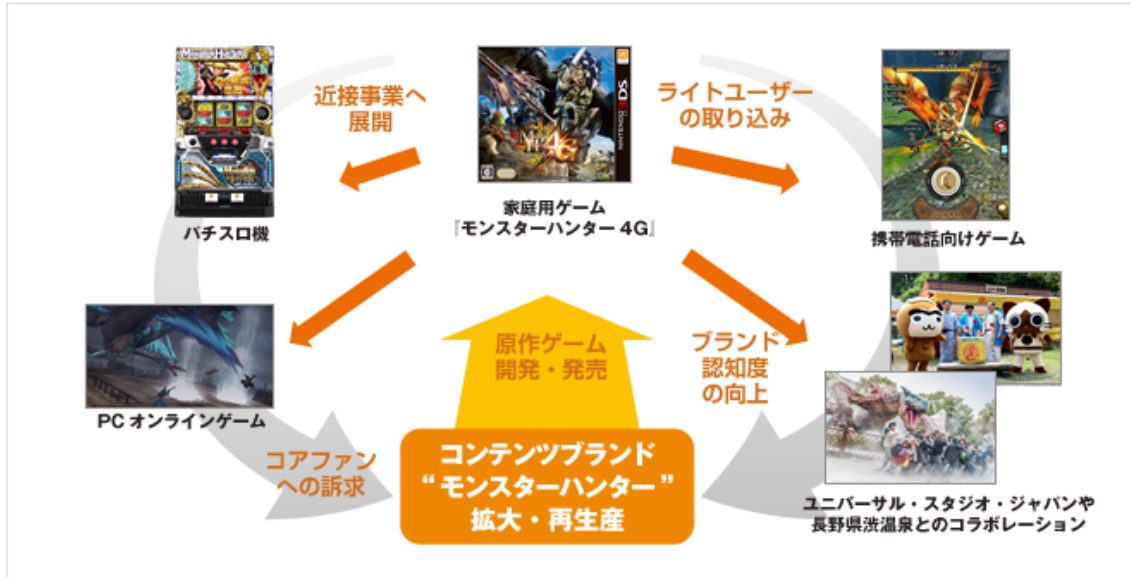 MONSTER HUNTER
近接事業へ
展開
NINTENDO 3DS
MH4G
ライトユーザー
の取り込み
パチスロ機
家庭用ゲーム
『モンスターハンター 4G』
携帯電話向けゲーム
原作ゲーム
開発・発売
ブランド
認知度
の向上
PC オンラインゲーム
コアファン
への訴求
コンテンツブランド
“モンスターハンター”
拡大・再生産
ユニバーサル・スタジオ・ジャパンや
長野県渋温泉とのコラボレーション